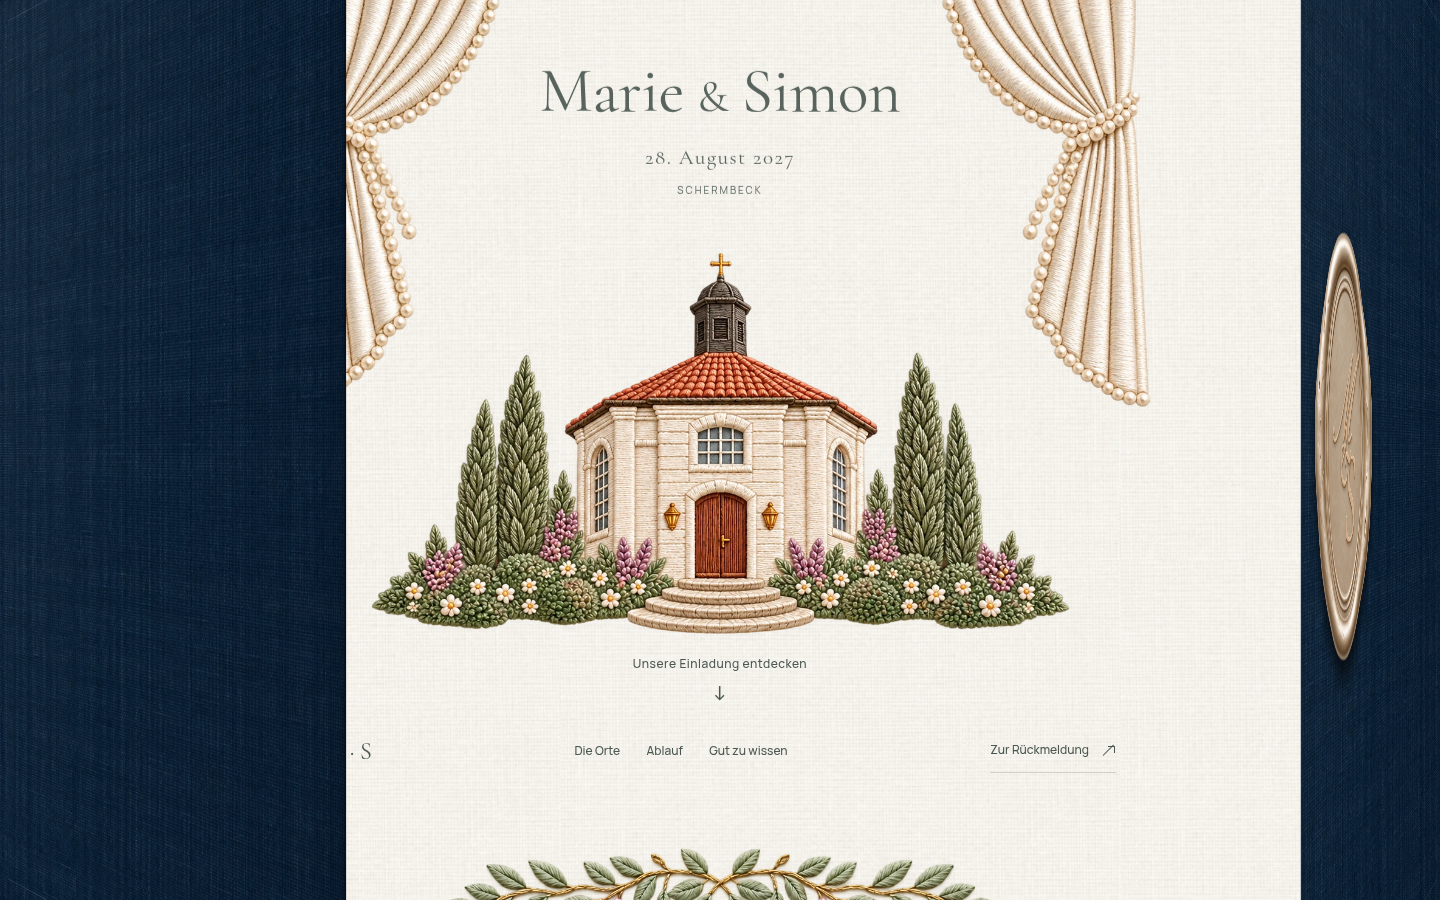 Marie & Simon
28. August 2027
SCHERMBECK
Unsere Einladung entdecken
· S
Die Orte
Ablauf
Gut zu wissen
Zur Rückmeldung